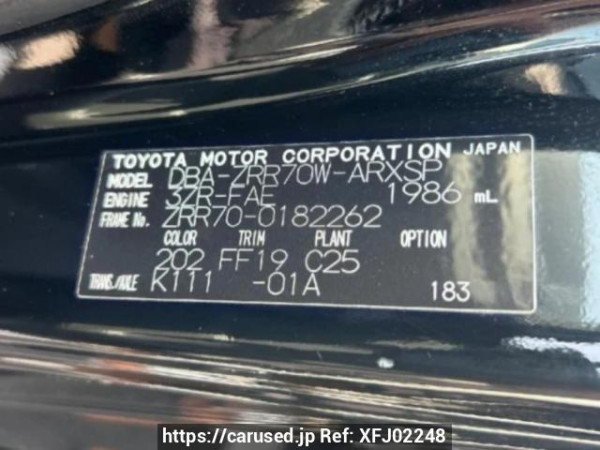 TOYOTA MOTOR CORPORATION JAPAN
MODEL DBA-ZRR70W-ARXSP
ENGINE 3ZR-FAE 1986 mL
FRAME No. ZRR70-0182262
COLOR TRIM PLANT OPTION
202 FF19 C25
TRANS./AXLE K111 -01A 183
https://carused.jp Ref: XFJ02248